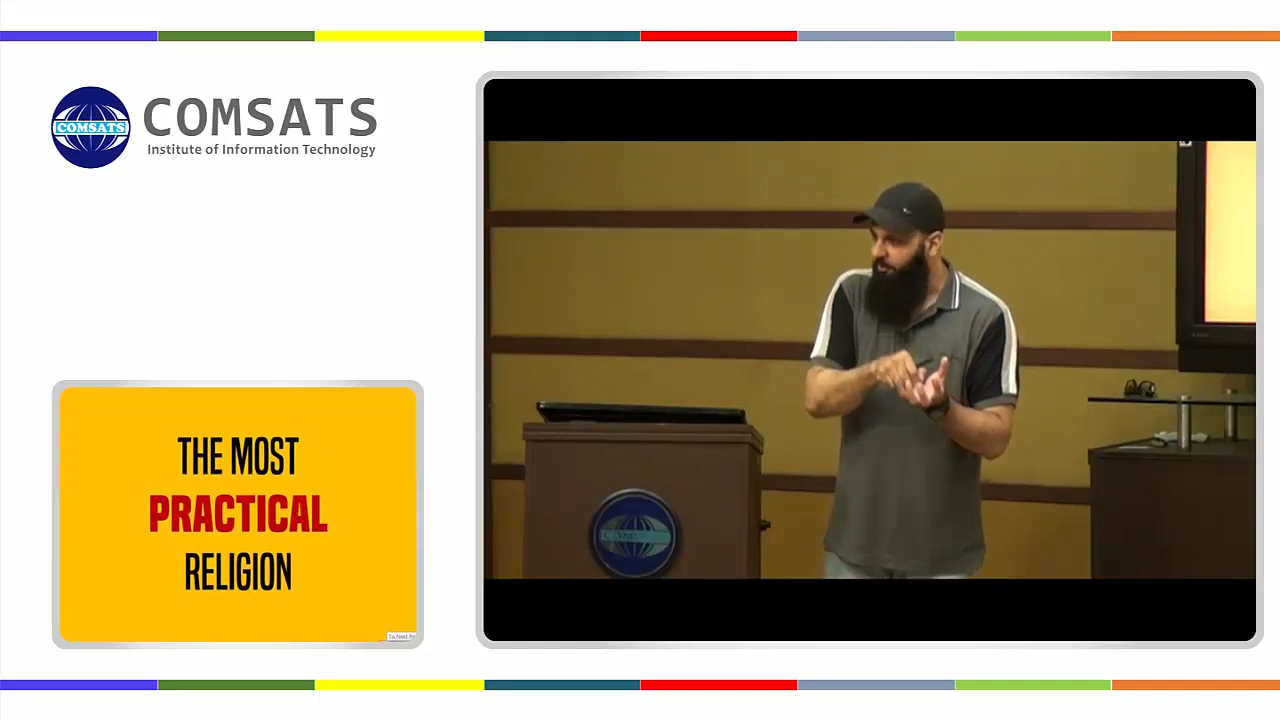 COMSATS
COMSATS
Institute of Information Technology
THE MOST
PRACTICAL
RELIGION